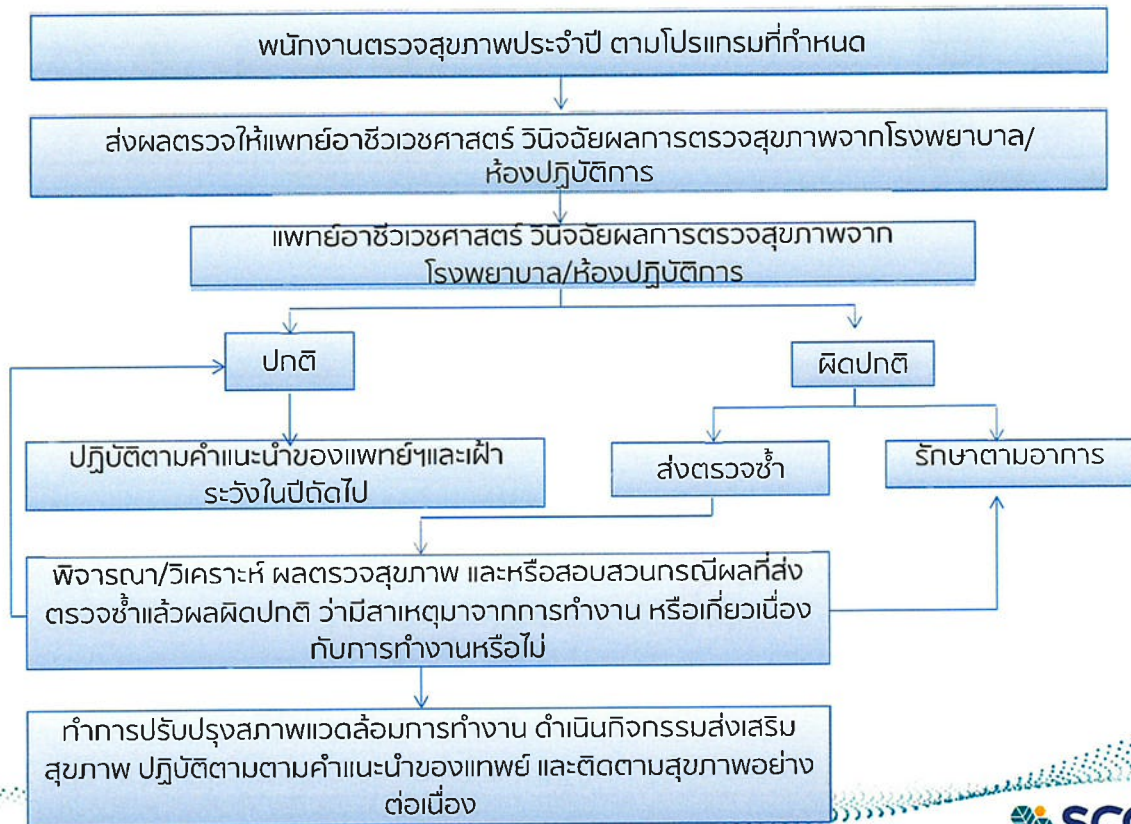 พนักงานตรวจสุขภาพประจำปี ตามโปรแกรมที่กำหนด
ส่งผลตรวจให้แพทย์อาชีวเวชศาสตร์ วินิจฉัยผลการตรวจสุขภาพจากโรงพยาบาล/
ห้องปฏิบัติการ
แพทย์อาชีวเวชศาสตร์ วินิจฉัยผลการตรวจสุขภาพจาก
โรงพยาบาล/ห้องปฏิบัติการ
ปกติ
ผิดปกติ
ปฏิบัติตามคำแนะนำของแพทย์ฯและเฝ้า
ระวังในปีถัดไป
ส่งตรวจซ้ำ
รักษาตามอาการ
พิจารณา/วิเคราะห์ ผลตรวจสุขภาพ และหรือสอบสวนกรณีผลที่ส่ง
ตรวจซ้ำแล้วผลผิดปกติ ว่ามีสาเหตุมาจากการทำงาน หรือเกี่ยวเนื่อง
กับการทำงานหรือไม่
ทำการปรับปรุงสภาพแวดล้อมการทำงาน ดำเนินกิจกรรมส่งเสริม
สุขภาพ ปฏิบัติตามตามคำแนะนำของแพทย์ และติดตามสุขภาพอย่าง
ต่อเนื่อง